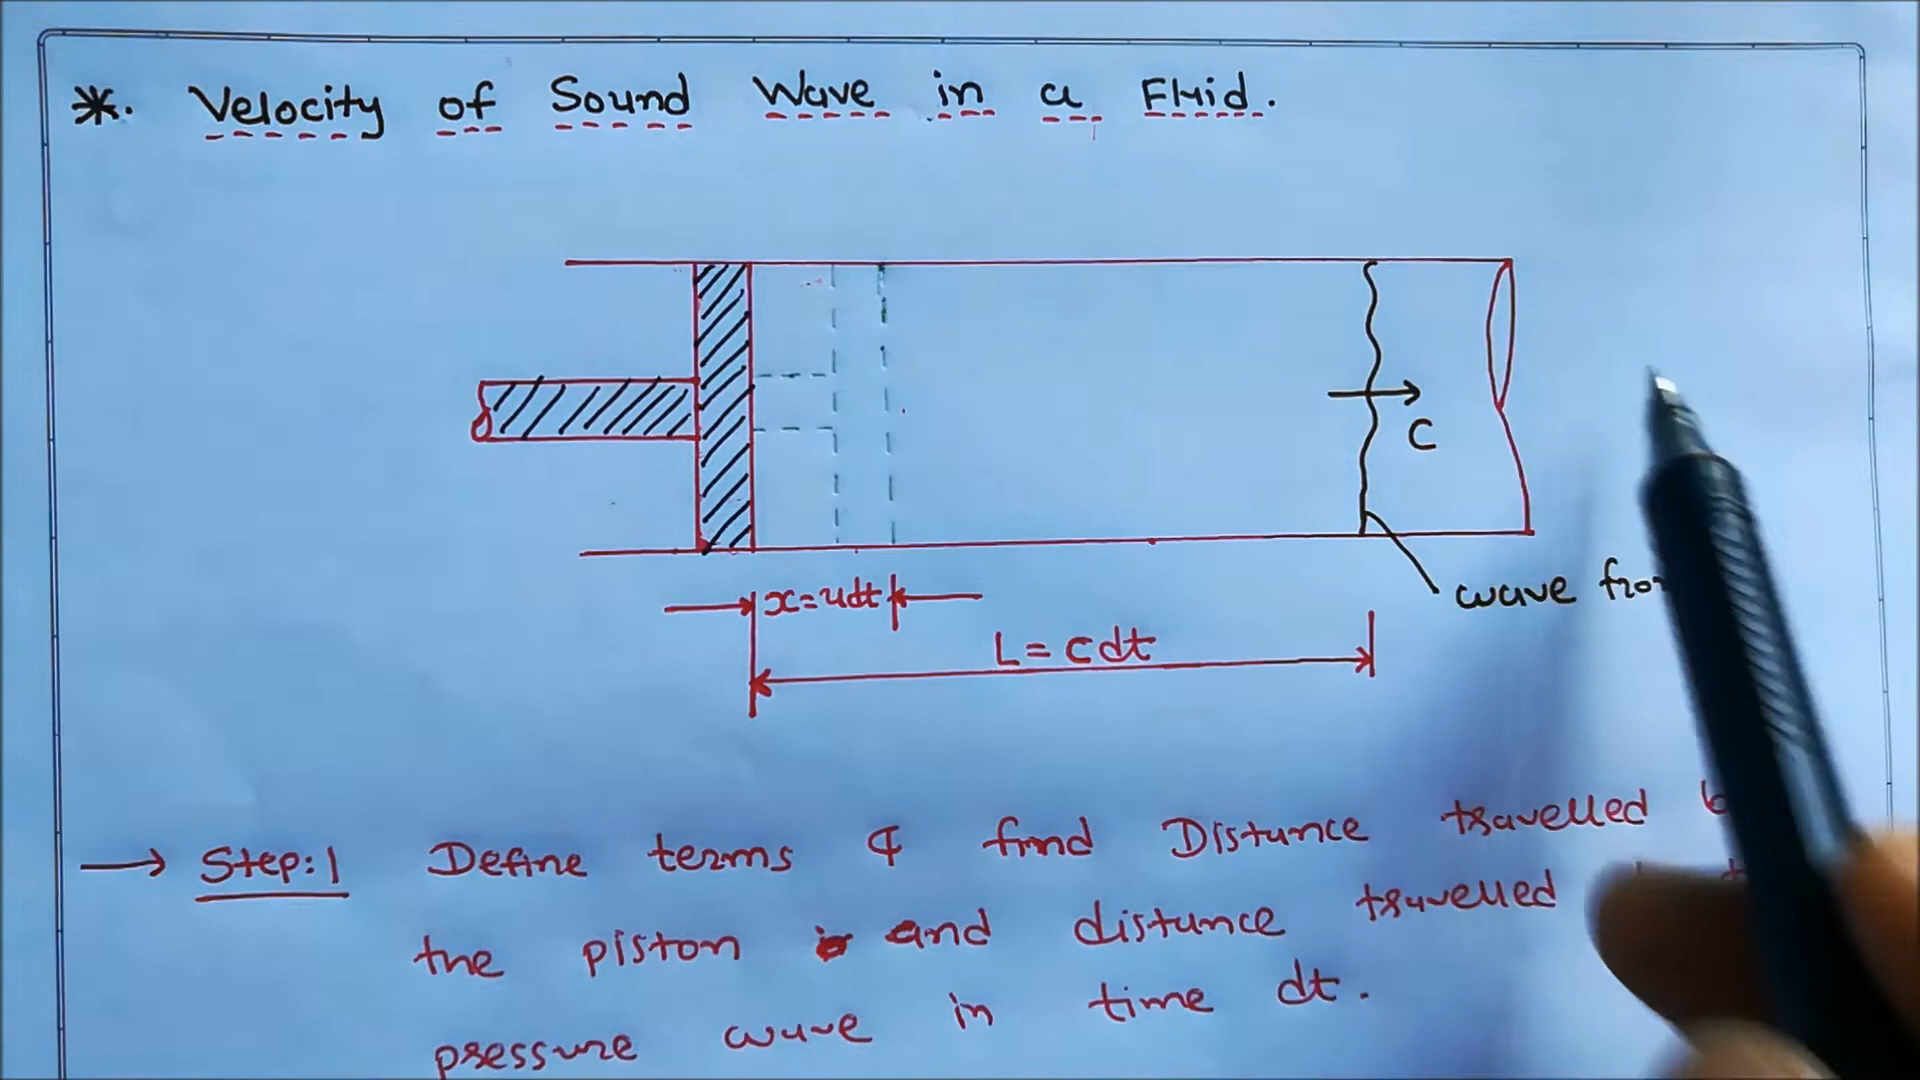 *. Velocity of Sound Wave in a Fluid.
C
x=udt
wave
L = cdt
→ Step:1 Define terms & find Distance travelled
the piston and distance travelled
pressure wave in time dt.